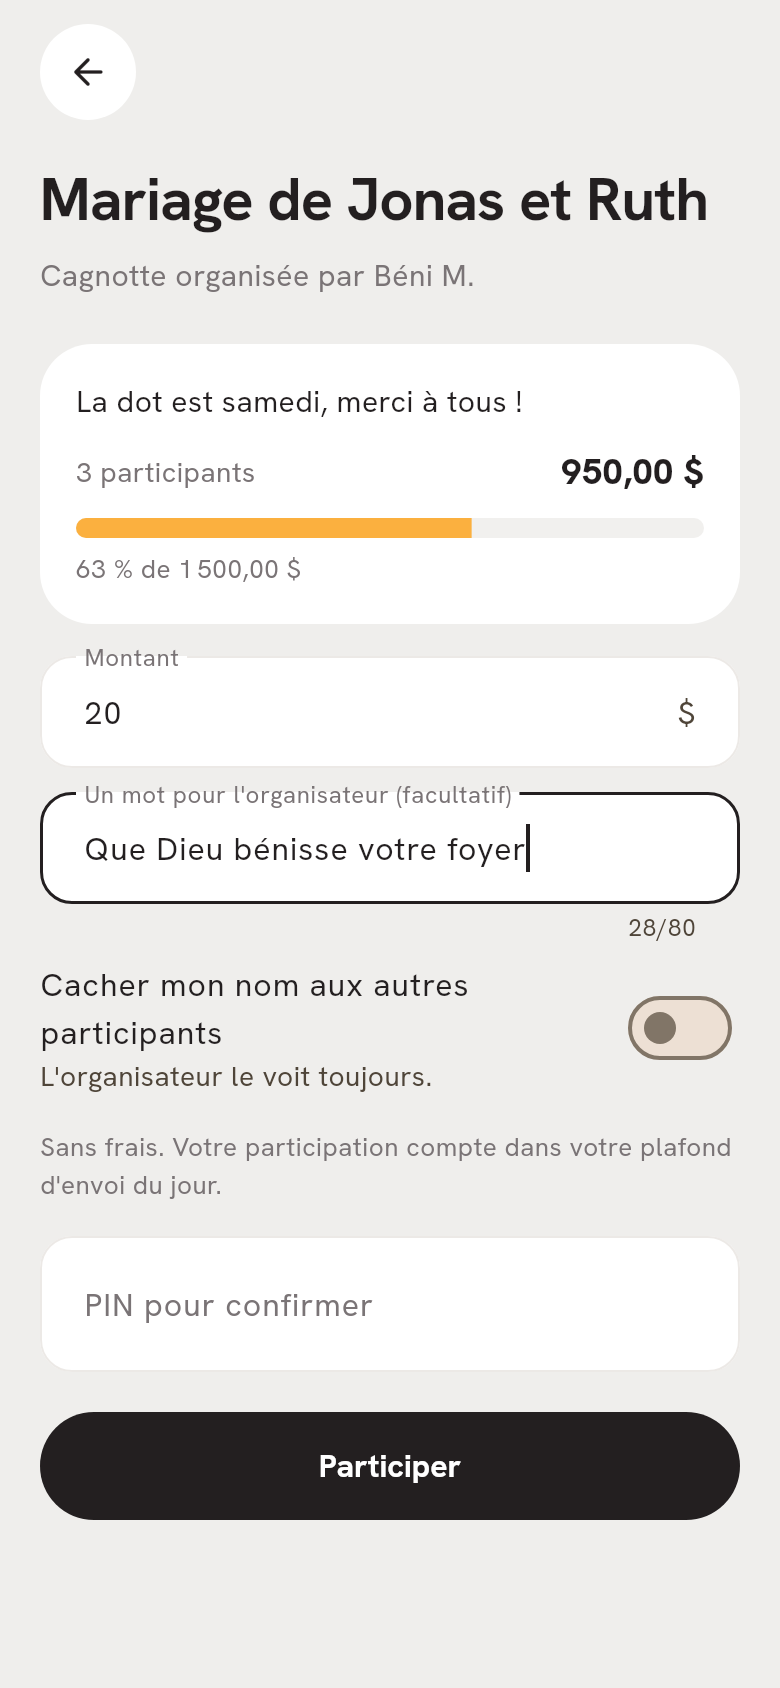 Mariage de Jonas et Ruth
Cagnotte organisée par Béni M.
La dot est samedi, merci à tous !
3 participants
950,00 $
63 % de 1 500,00 $
Montant
20
$
Un mot pour l'organisateur (facultatif)
Que Dieu bénisse votre foyer
28/80
Cacher mon nom aux autres
participants
L'organisateur le voit toujours.
Sans frais. Votre participation compte dans votre plafond
d'envoi du jour.
PIN pour confirmer
Participer